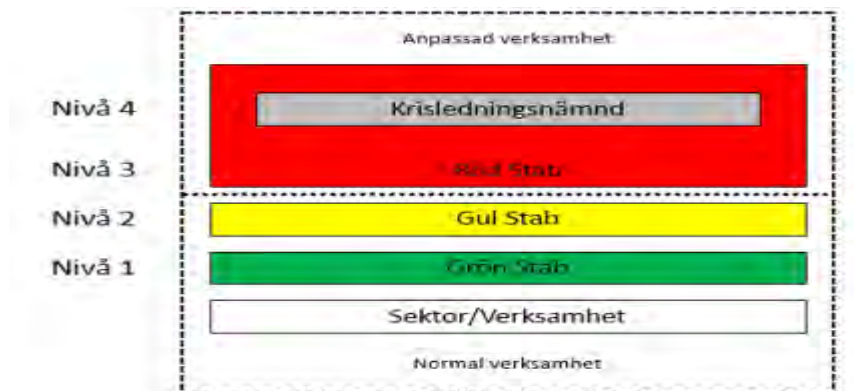 Anpassad verksamhet
Nivå 4
Krisledningsnämnd
Nivå 3
Röd Stab
Nivå 2
Gul Stab
Nivå 1
Grön Stab
Sektor/Verksamhet
Normal verksamhet